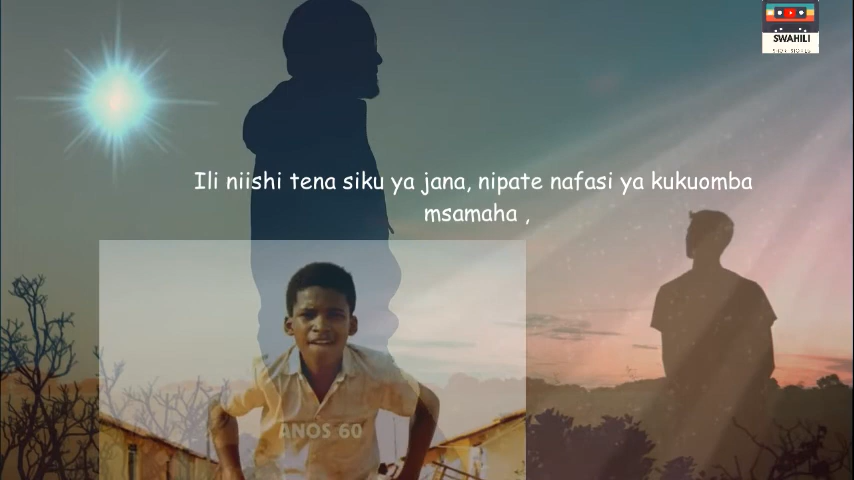 SWAHILI
Ili niishi tena siku ya jana, nipate nafasi ya kukuomba
msamaha ,
ANOS 60